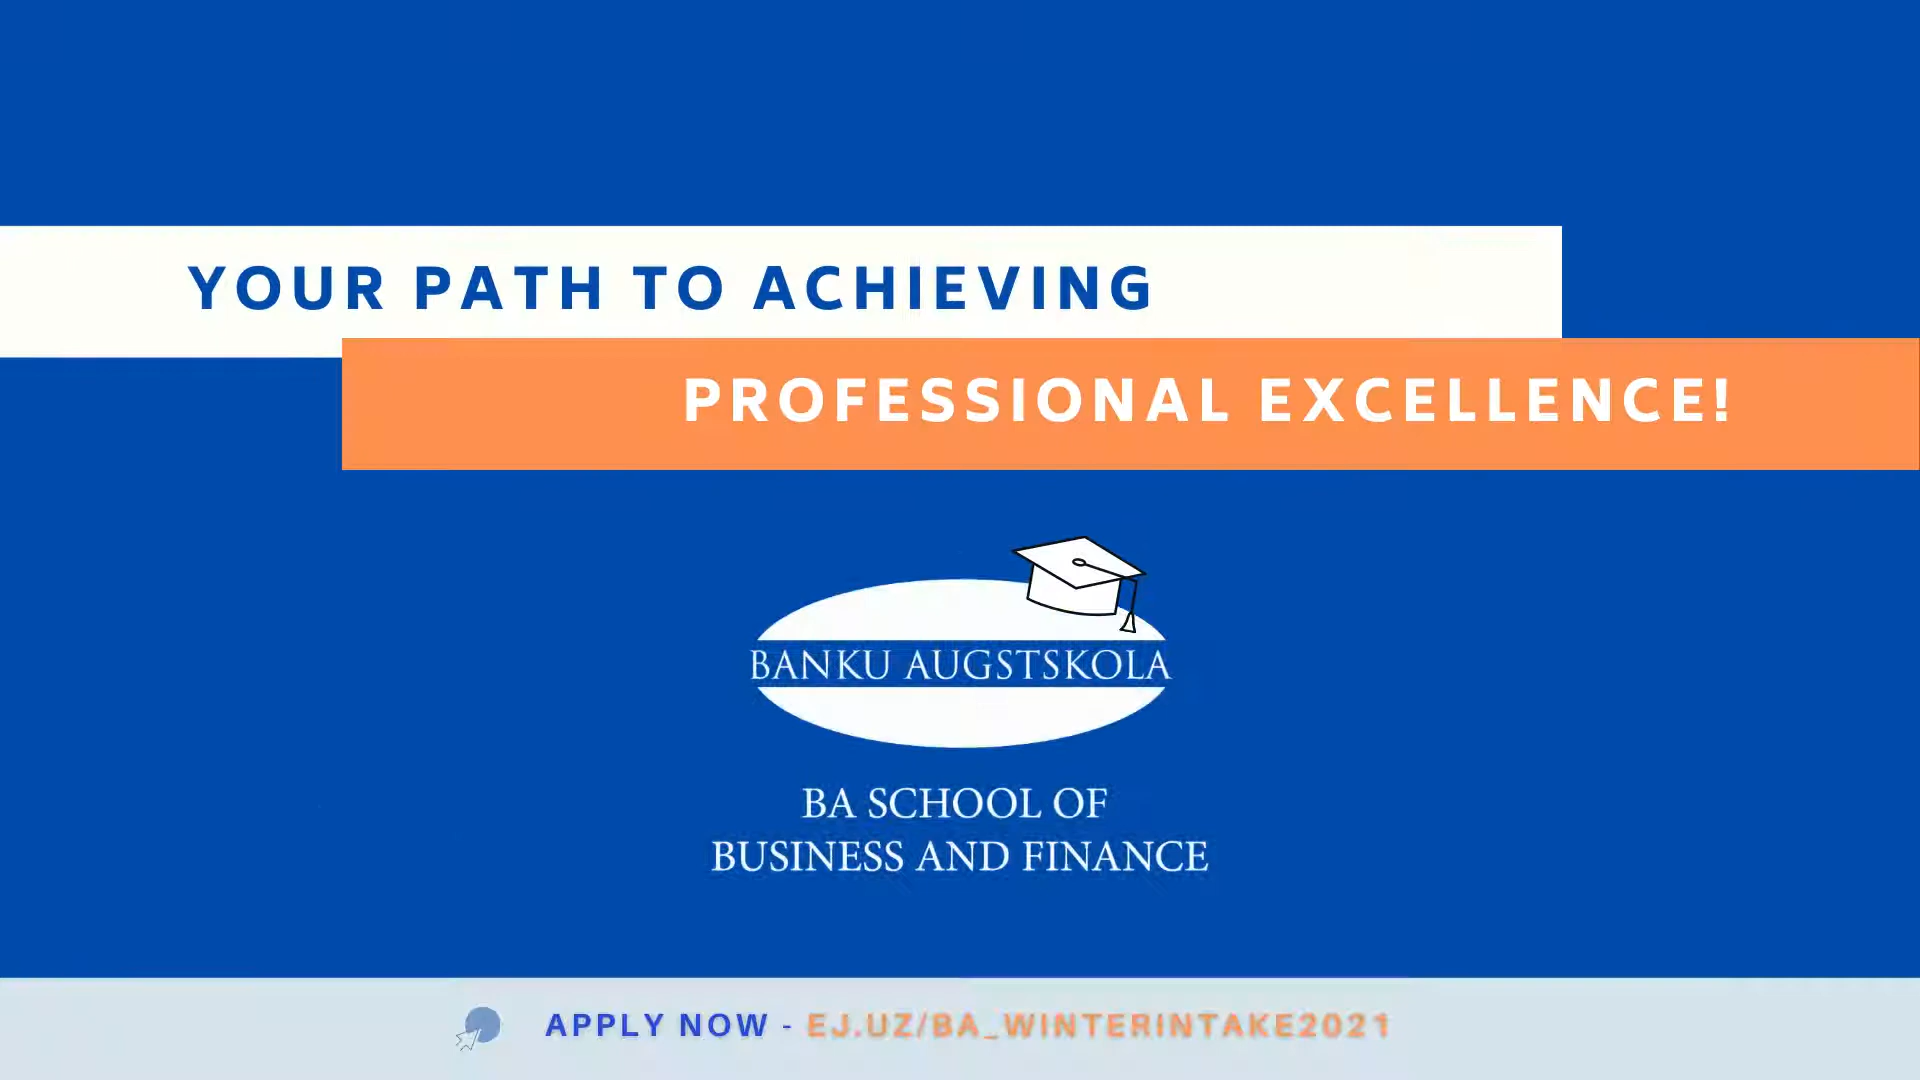 YOUR PATH TO ACHIEVING
PROFESSIONAL EXCELLENCE!
BANKU AUGSTSKOLA
BA SCHOOL OF
BUSINESS AND FINANCE
APPLY NOW - EJ.UZ/BA_WINTERINTAKE2021